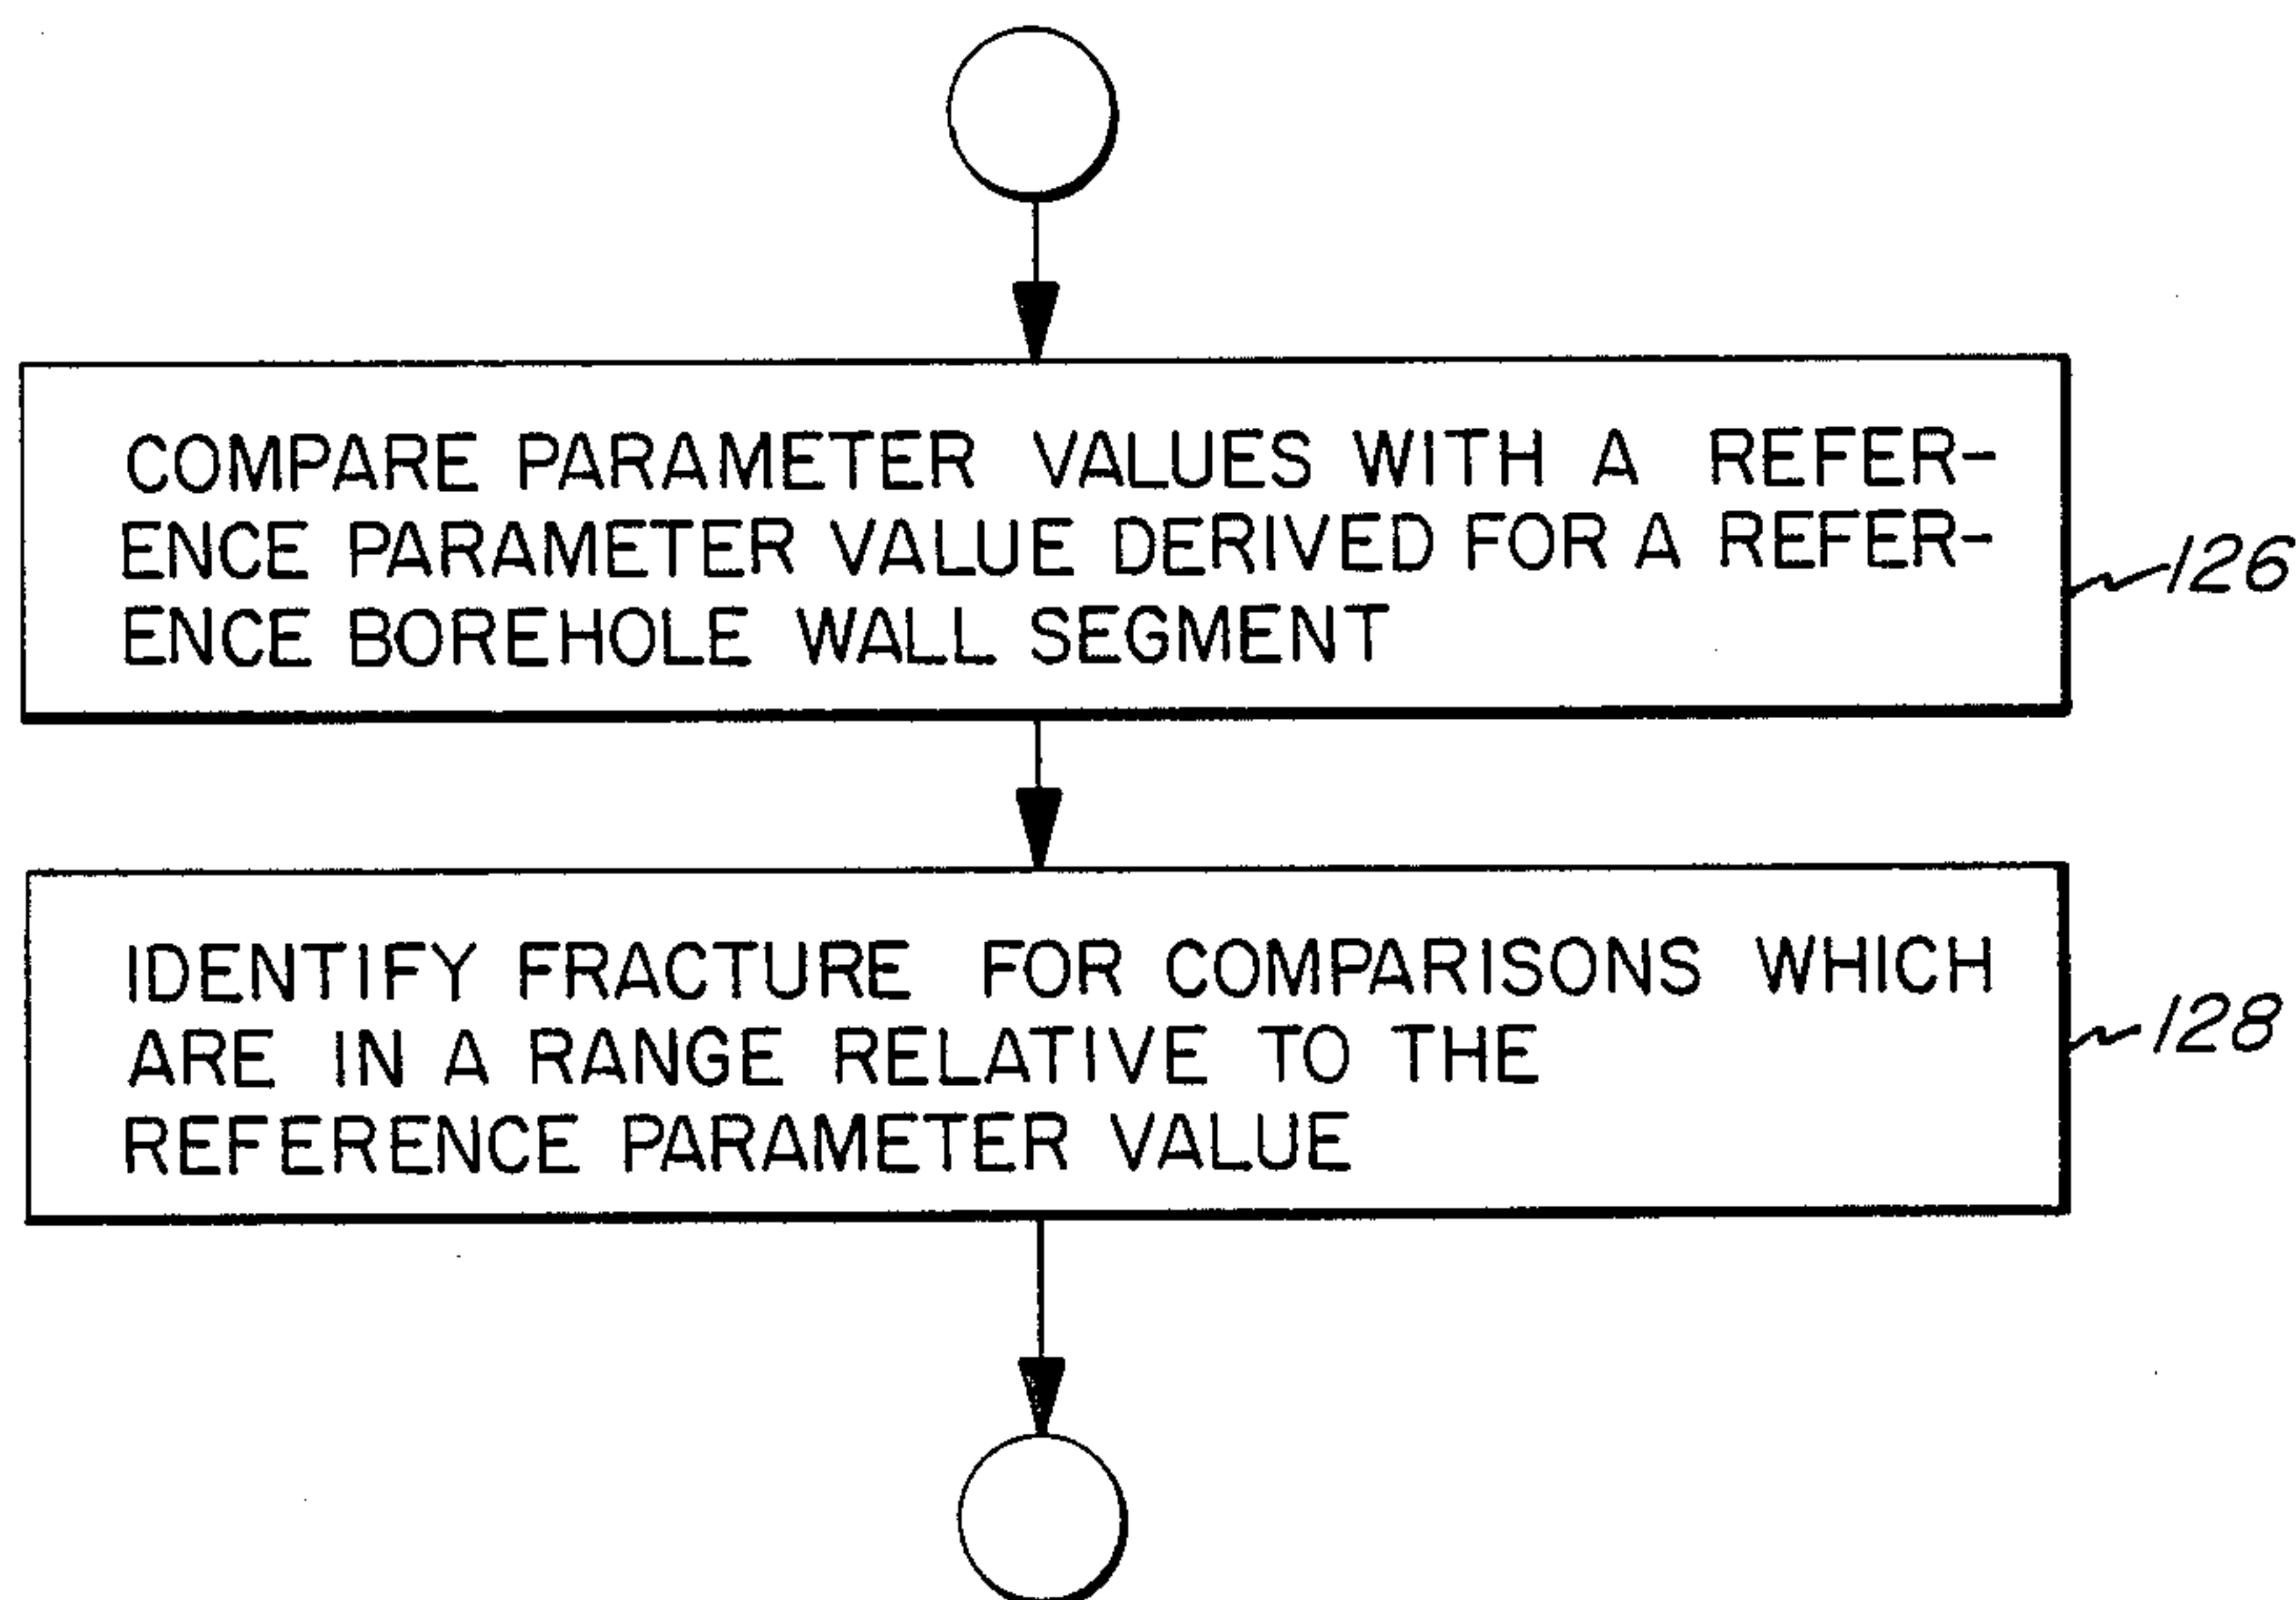 COMPARE PARAMETER VALUES WITH A REFER-
ENCE PARAMETER VALUE DERIVED FOR A REFER-
ENCE BOREHOLE WALL SEGMENT
126
IDENTIFY FRACTURE FOR COMPARISONS WHICH
ARE IN A RANGE RELATIVE TO THE
REFERENCE PARAMETER VALUE
128